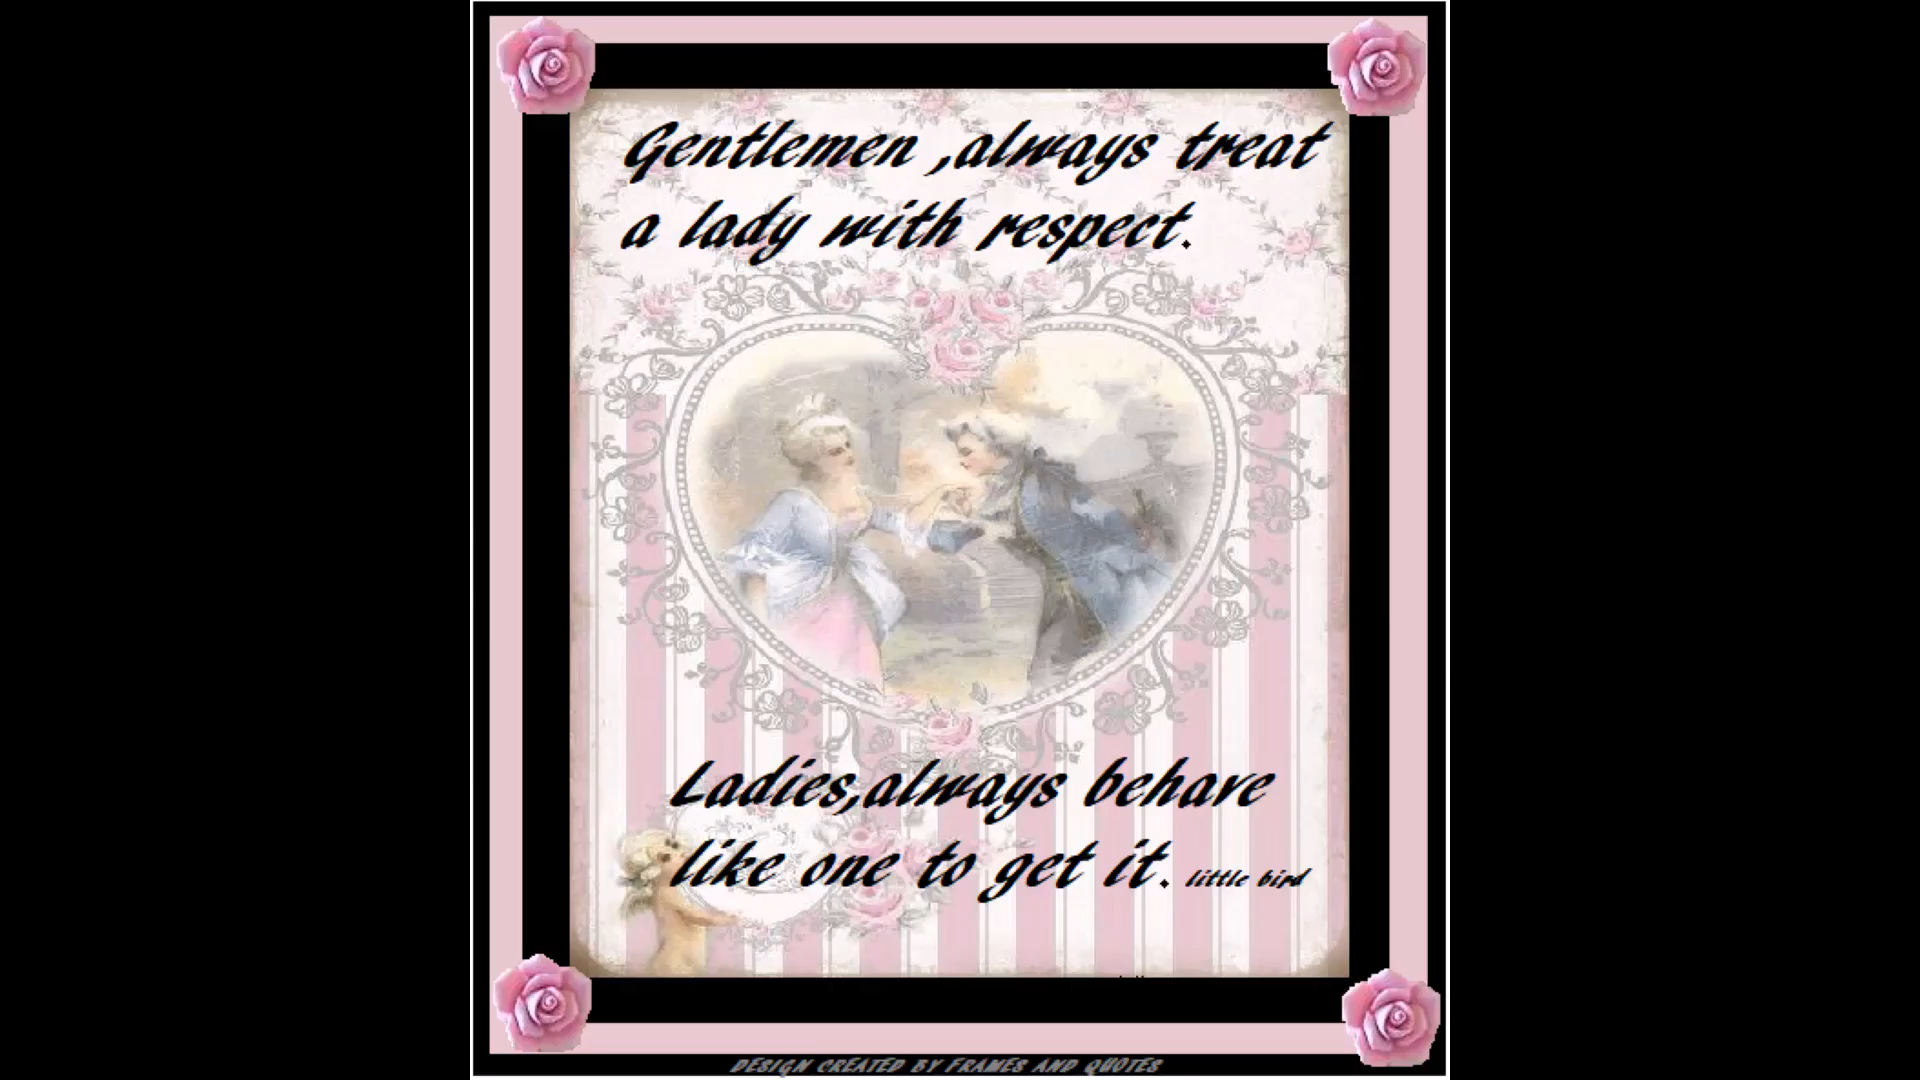 Gentlemen ,always treat
a lady with respect.
Ladies,always behave
like one to get it. little bird
DESIGN CREATED BY FRAMES AND QUOTES